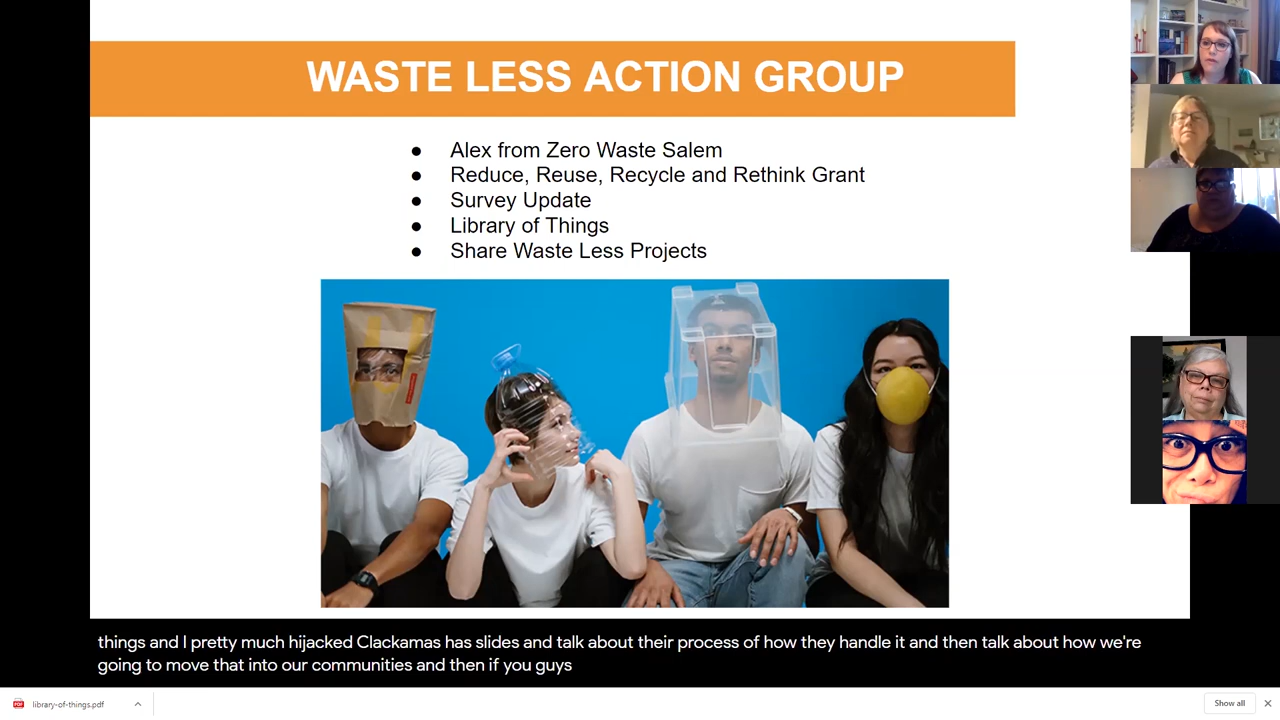 WASTE LESS ACTION GROUP
● Alex from Zero Waste Salem
● Reduce, Reuse, Recycle and Rethink Grant
● Survey Update
● Library of Things
● Share Waste Less Projects
things and I pretty much hijacked Clackamas has slides and talk about their process of how they handle it and then talk about how we're
going to move that into our communities and then if you guys
library-of-things.pdf
Show all